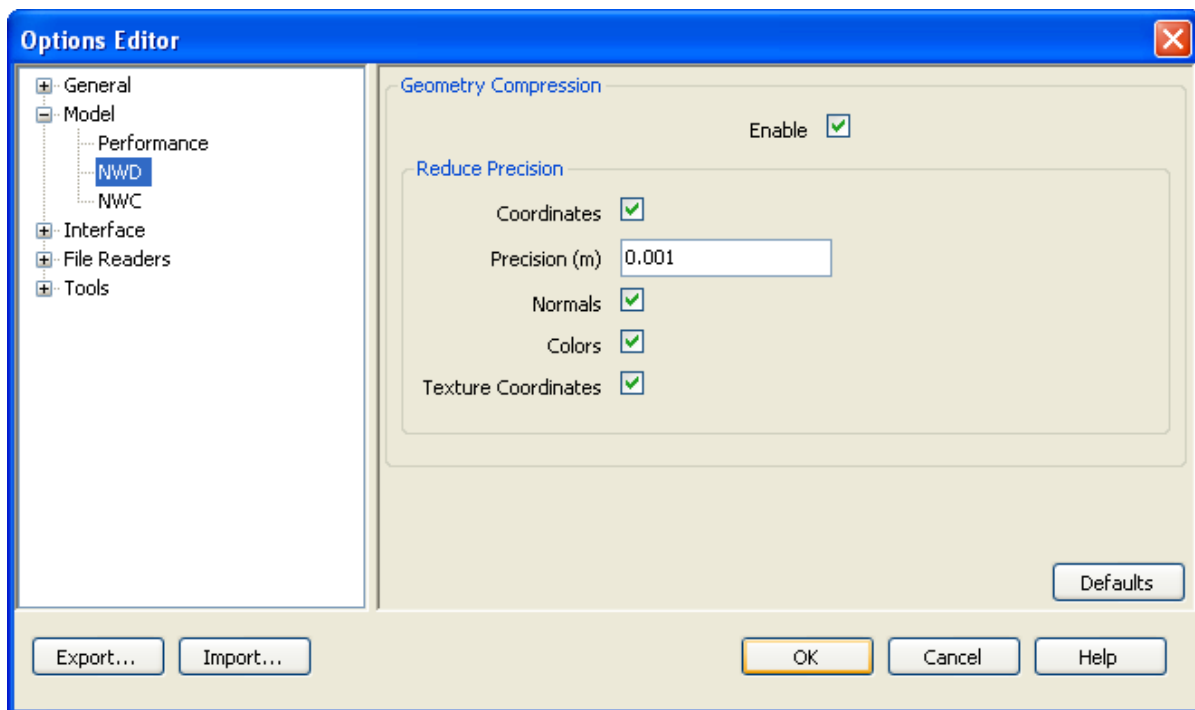 Options Editor
General
Model
Performance
NWD
NWC
Interface
File Readers
Tools
Geometry Compression
Enable
Reduce Precision
Coordinates
Precision (m) 0.001
Normals
Colors
Texture Coordinates
Defaults
Export... Import... OK Cancel Help